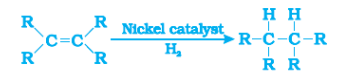 R R H H
C=C Nickel catalyst R–C–C–R
R R H₂ R R